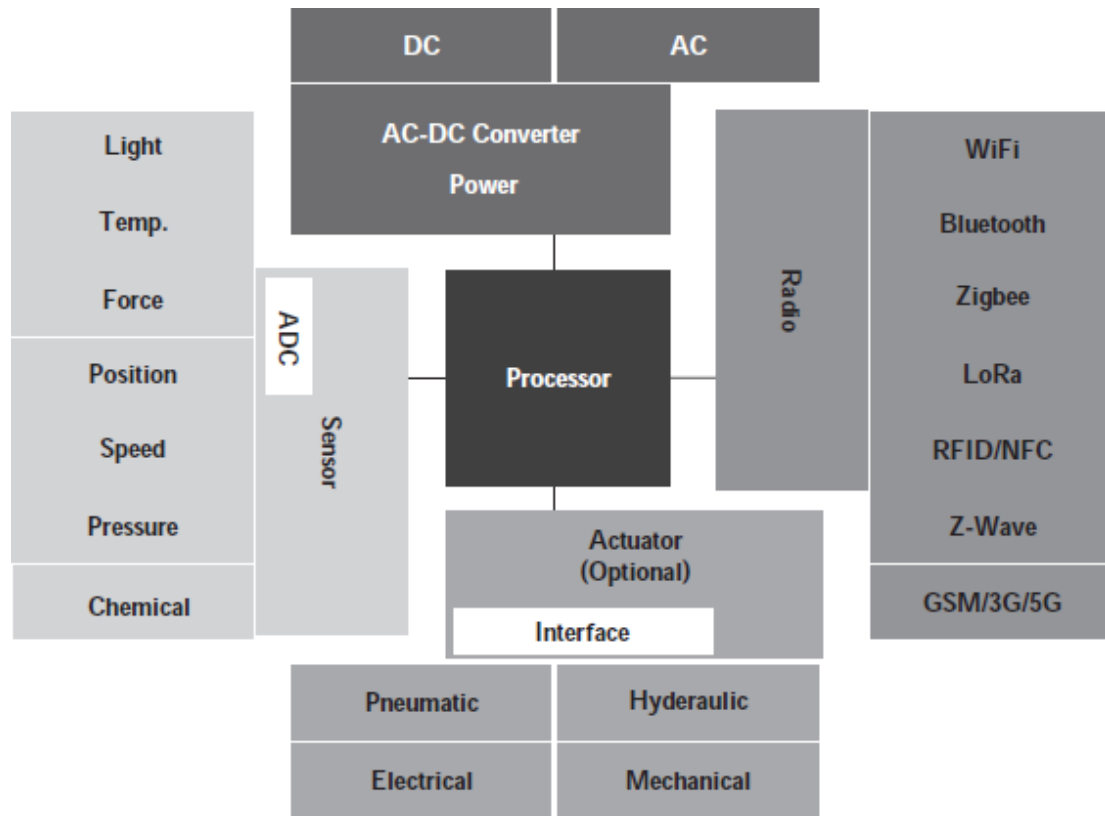 DC
AC
AC-DC Converter
Power
Light
Temp.
Force
Position
Speed
Pressure
Chemical
ADC
Sensor
Processor
Radio
WiFi
Bluetooth
Zigbee
LoRa
RFID/NFC
Z-Wave
GSM/3G/5G
Actuator
(Optional)
Interface
Pneumatic
Hyderaulic
Electrical
Mechanical